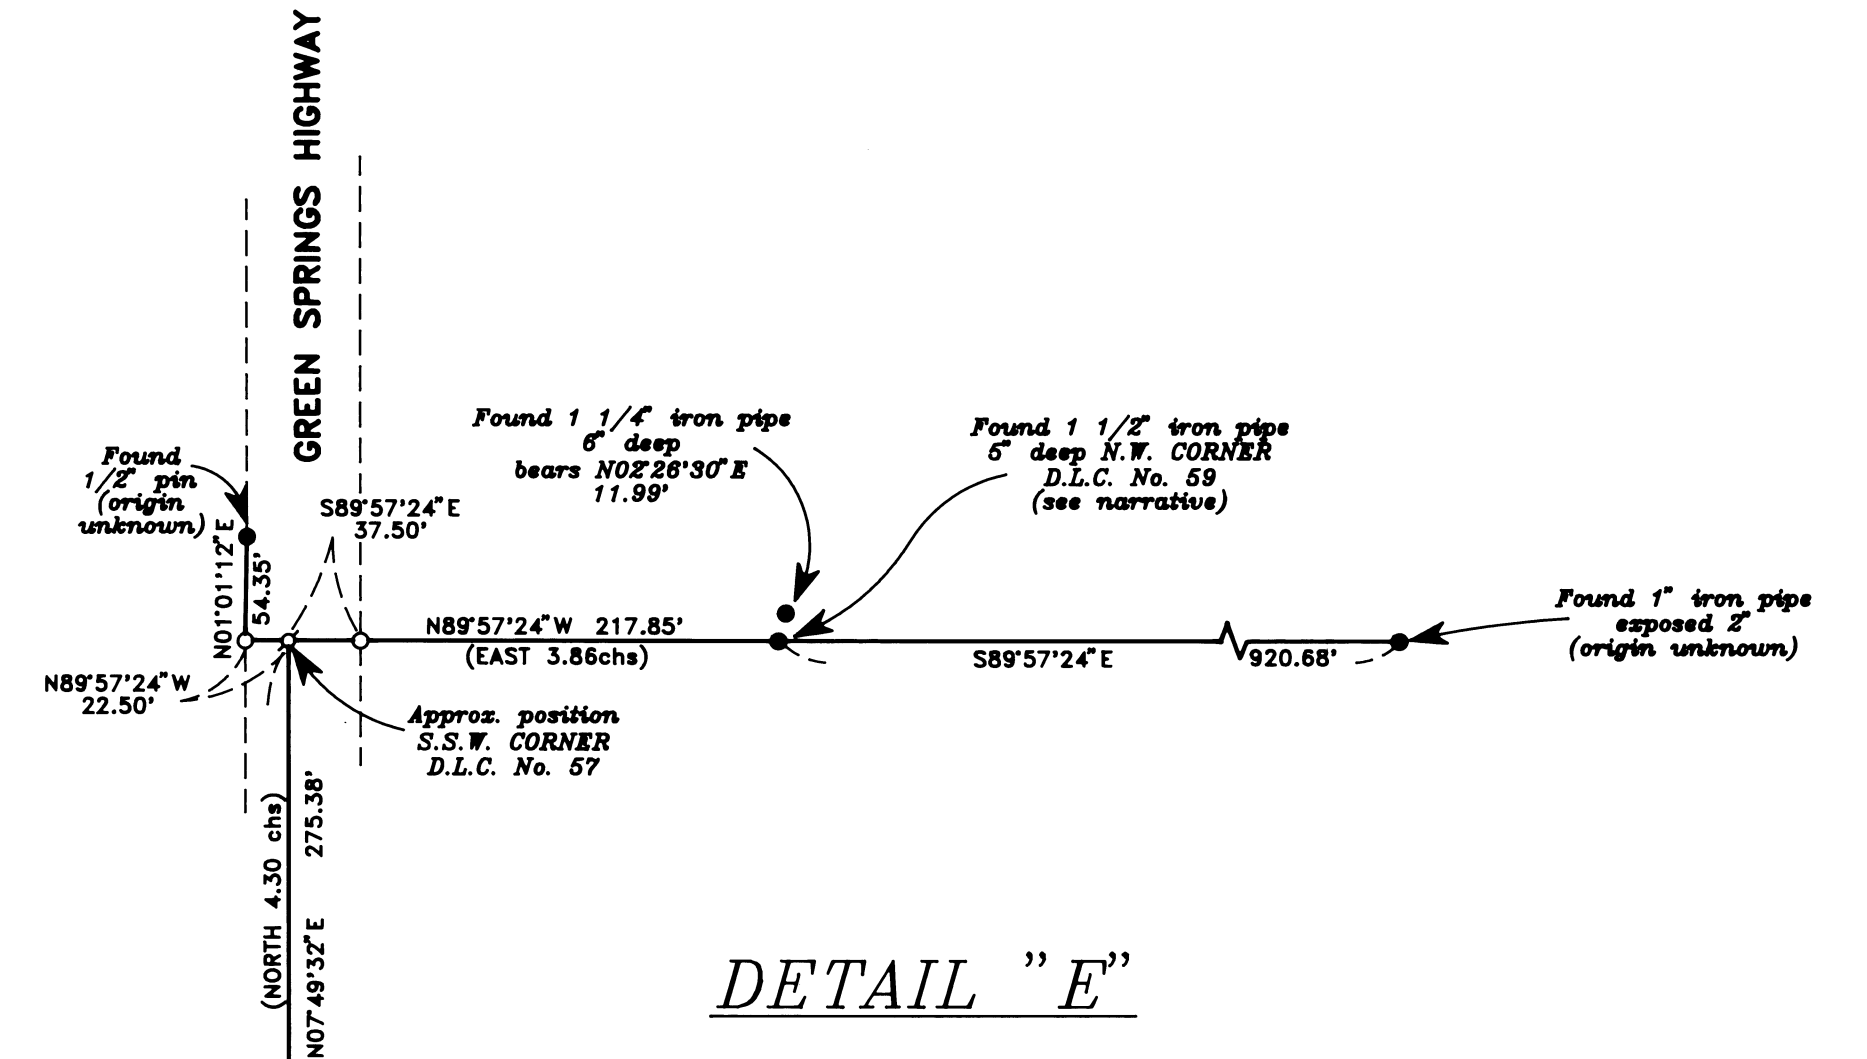 GREEN SPRINGS HIGHWAY
Found
1/2" pin
(origin
unknown)
N01°01'12"E
54.35'
S89°57'24"E
37.50'
Found 1 1/4" iron pipe
6" deep
bears N02°26'30"E
11.99'
Found 1 1/2" iron pipe
5" deep N.W. CORNER
D.L.C. No. 59
(see narrative)
Found 1" iron pipe
exposed 2"
(origin unknown)
N89°57'24"W 217.85'
(EAST 3.86chs)
S89°57'24"E 920.68'
N89°57'24"W
22.50'
Approx. position
S.S.W. CORNER
D.L.C. No. 57
(NORTH 4.30 chs)
N07°49'32"E 275.38'
DETAIL "E"